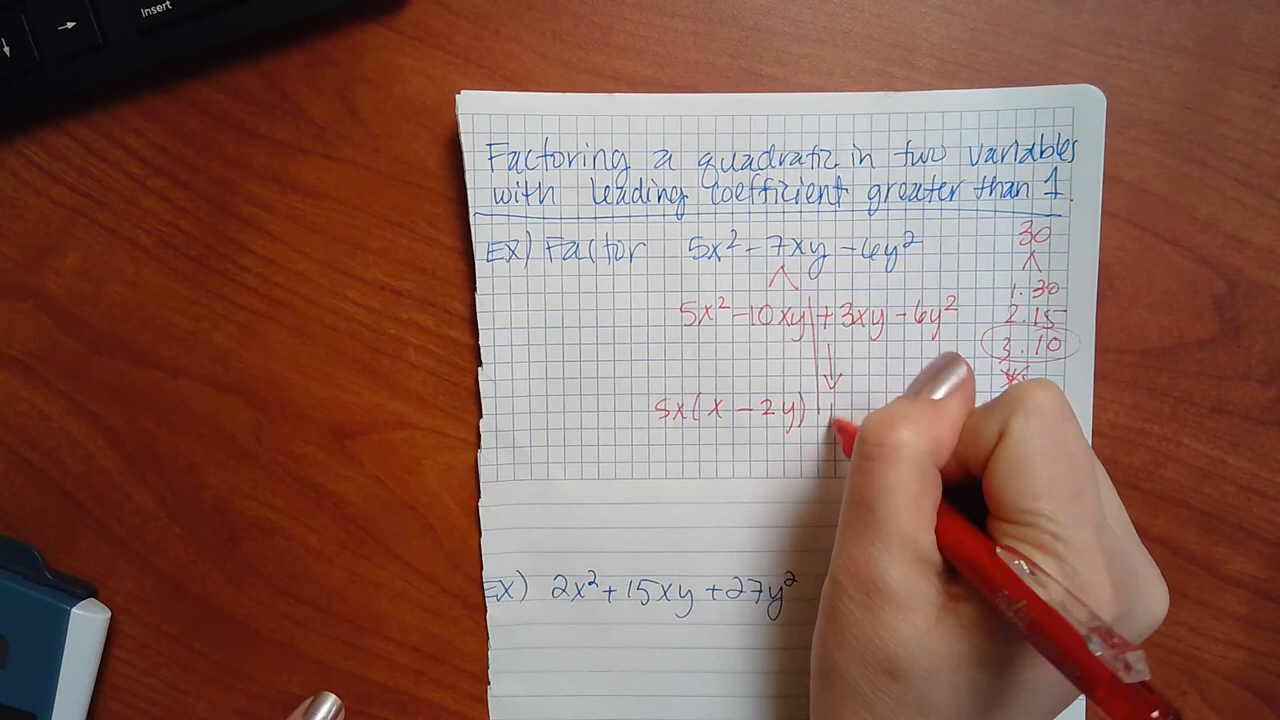 Insert
Factoring a quadratic in two variables
with leading coefficient greater than 1.
Ex) Factor 5x² - 7xy - 6y²
30
1·30
5x² - 10xy + 3xy - 6y²
2·15
3·10
5x(x - 2y) +
Ex) 2x² + 15xy + 27y²